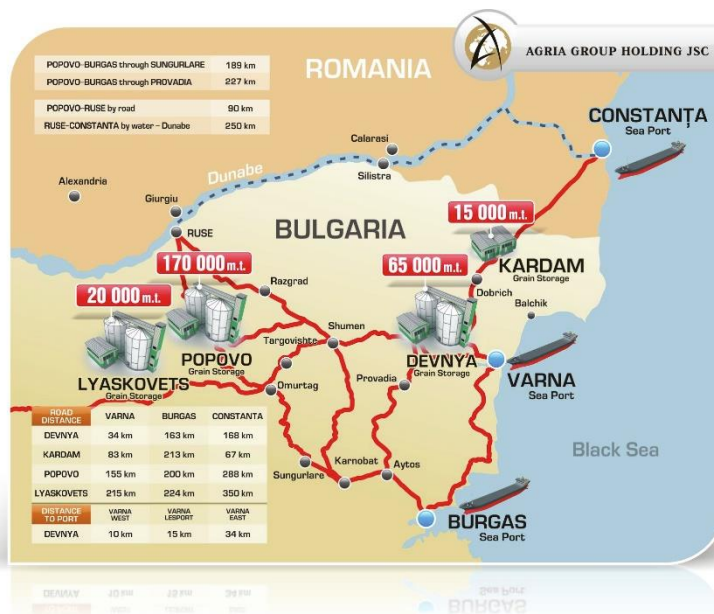 AGRIA GROUP HOLDING JSC
POPOVO-BURGAS through SUNGURLARE 189 km
POPOVO-BURGAS through PROVADIA 227 km
POPOVO-RUSE by road 90 km
RUSE-CONSTANTA by water - Dunabe 250 km
ROMANIA
CONSTANȚA
Sea Port
Calarasi
Silistra
Dunabe
Alexandria
Giurgiu
RUSE
BULGARIA
15 000 m.t.
KARDAM
Grain Storage
170 000 m.t.
65 000 m.t.
20 000 m.t.
Razgrad
Dobrich
Balchik
Shumen
Targovishte
POPOVO
Grain Storage
DEVNYA
Grain Storage
LYASKOVETS
Grain Storage
VARNA
Sea Port
Omurtag
Provadia
Black Sea
Karnobat
Aytos
Sungurlare
BURGAS
Sea Port
ROAD DISTANCE VARNA BURGAS CONSTANTA
DEVNYA 34 km 163 km 168 km
KARDAM 83 km 213 km 67 km
POPOVO 155 km 200 km 288 km
LYASKOVETS 215 km 224 km 350 km
DISTANCE TO PORT VARNA WEST VARNA LESPORT VARNA EAST
DEVNYA 10 km 15 km 34 km